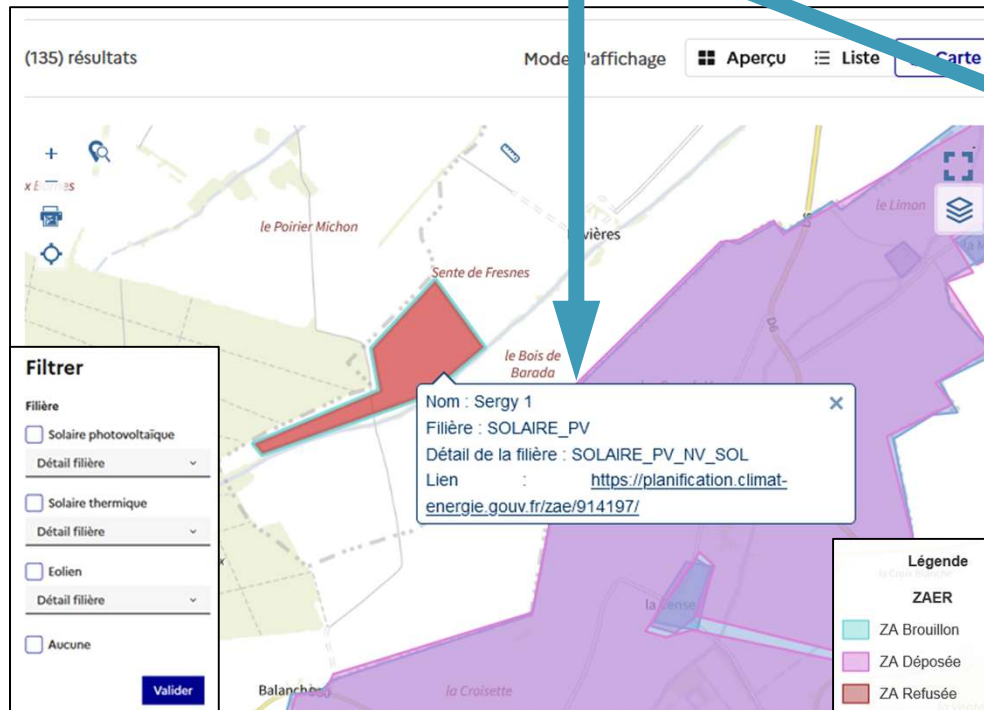 (135) résultats
Mode d'affichage
Aperçu
Liste
Carte
le Poirier Michon
Sente de Fresnes
le Limon
D6
le Bois de
Barada
Nom : Sergy 1
Filière : SOLAIRE_PV
Détail de la filière : SOLAIRE_PV_NV_SOL
Lien : https://planification.climat-
energie.gouv.fr/zae/914197/
Filtrer
Filière
Solaire photovoltaïque
Détail filière
Solaire thermique
Détail filière
Eolien
Détail filière
Aucune
Valider
la Croisette
Légende
ZAER
ZA Brouillon
ZA Déposée
ZA Refusée